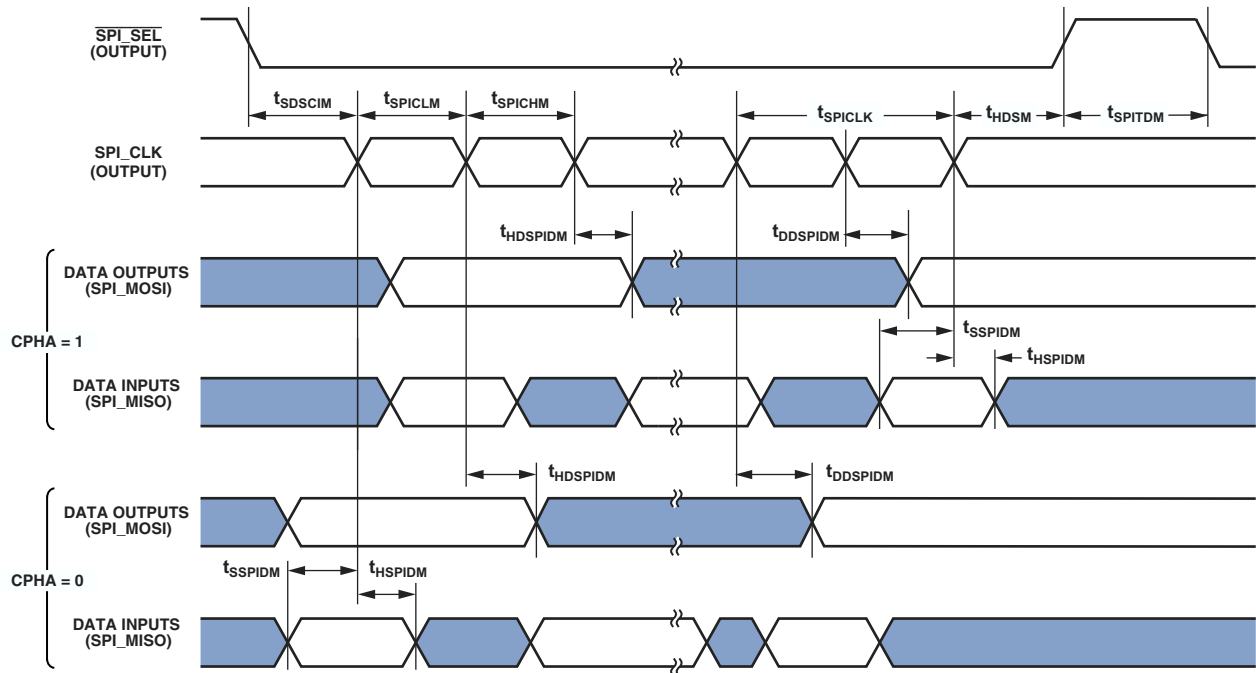 SPI_SEL
(OUTPUT)
tSDSCIM
tSPICLM
tSPICHM
tSPICLK
tHDSM
tSPITDM
SPI_CLK
(OUTPUT)
tHDSPIDM
tDDSPIDM
DATA OUTPUTS
(SPI_MOSI)
CPHA = 1
tSSPIDM
tHSPIDM
DATA INPUTS
(SPI_MISO)
tHDSPIDM
tDDSPIDM
DATA OUTPUTS
(SPI_MOSI)
CPHA = 0
tSSPIDM
tHSPIDM
DATA INPUTS
(SPI_MISO)